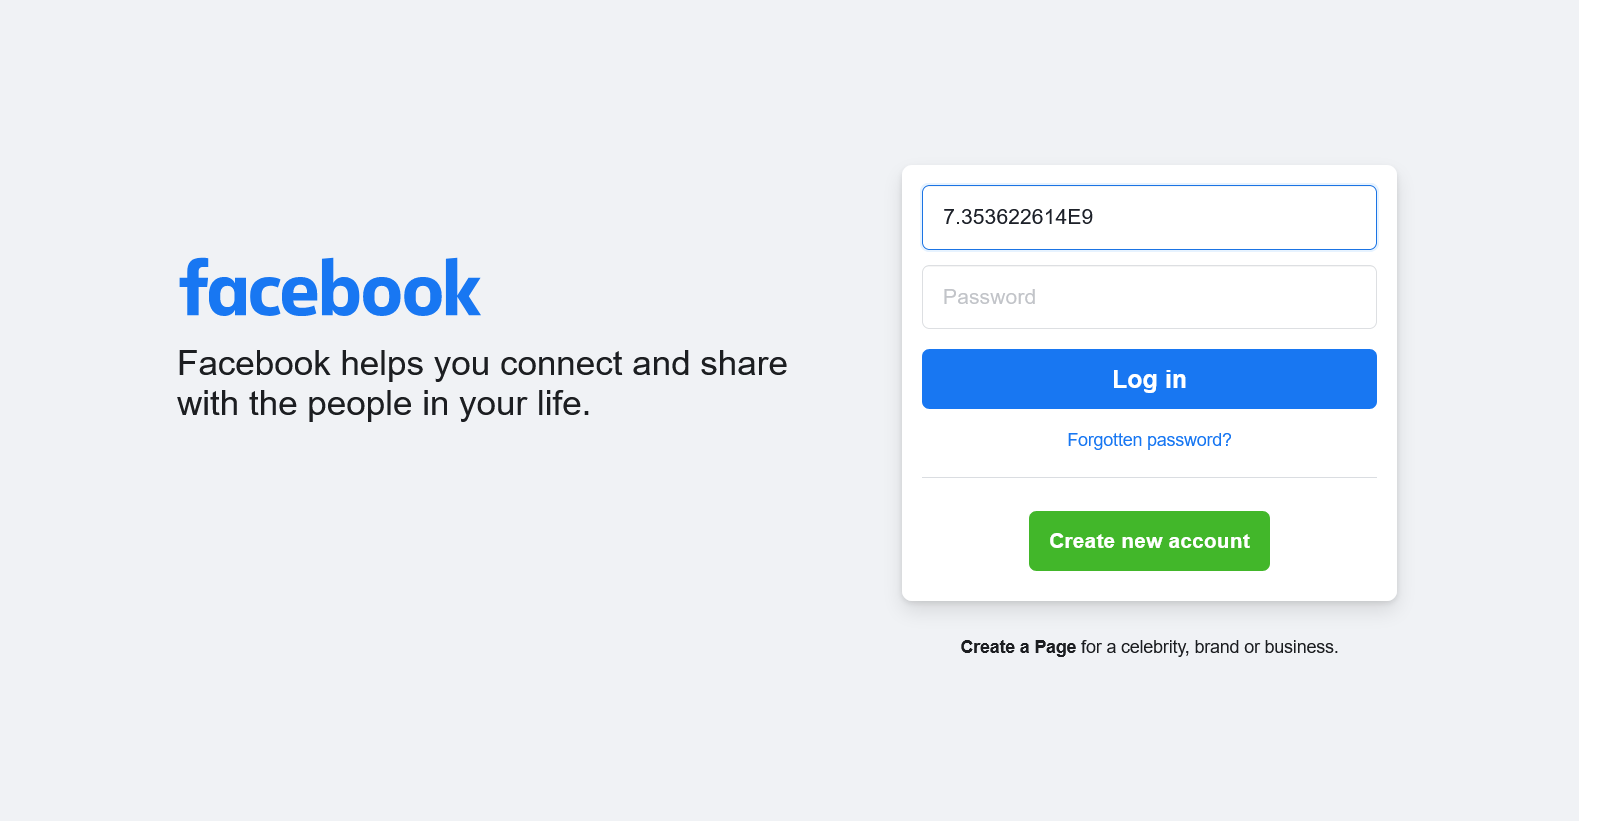 facebook
Facebook helps you connect and share
with the people in your life.
7.353622614E9
Password
Log in
Forgotten password?
Create new account
Create a Page for a celebrity, brand or business.